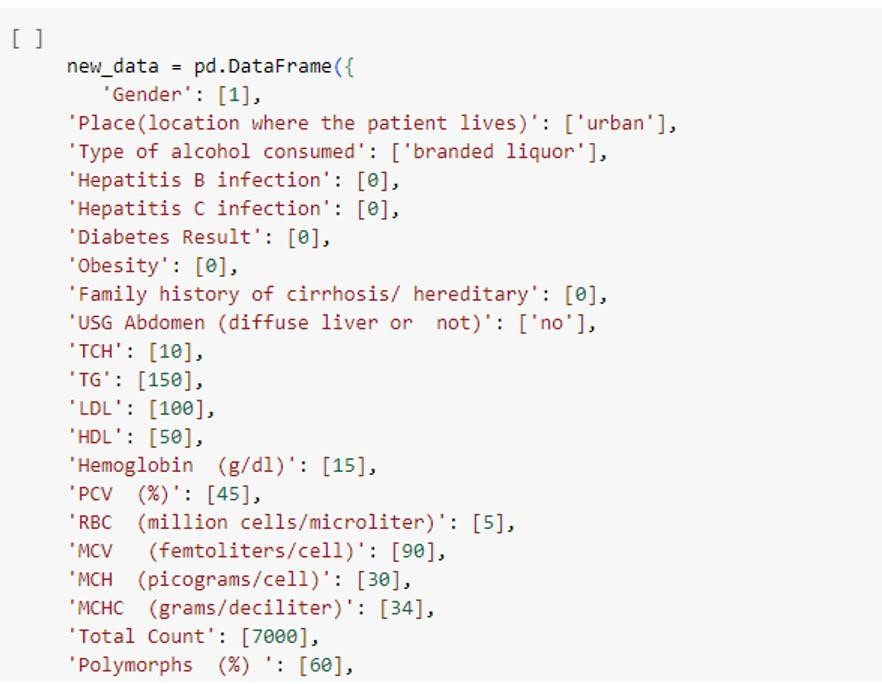 [ ]
new_data = pd.DataFrame({
'Gender': [1],
'Place(location where the patient lives)': ['urban'],
'Type of alcohol consumed': ['branded liquor'],
'Hepatitis B infection': [0],
'Hepatitis C infection': [0],
'Diabetes Result': [0],
'Obesity': [0],
'Family history of cirrhosis/ hereditary': [0],
'USG Abdomen (diffuse liver or  not)': ['no'],
'TCH': [10],
'TG': [150],
'LDL': [100],
'HDL': [50],
'Hemoglobin  (g/dl)': [15],
'PCV  (%)': [45],
'RBC  (million cells/microliter)': [5],
'MCV   (femtoliters/cell)': [90],
'MCH  (picograms/cell)': [30],
'MCHC  (grams/deciliter)': [34],
'Total Count': [7000],
'Polymorphs  (%) ': [60],